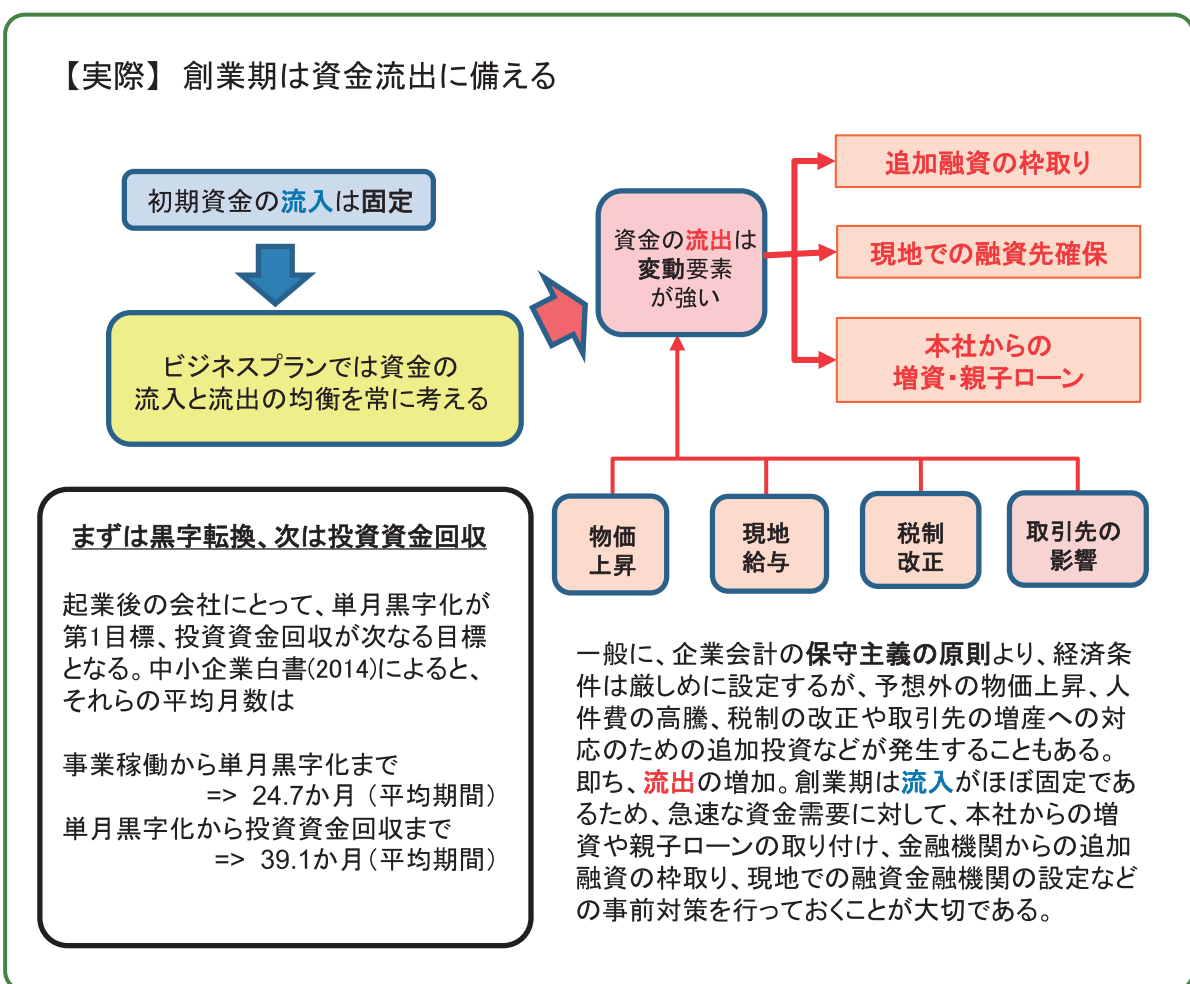 【実際】 創業期は資金流出に備える
初期資金の流入は固定
ビジネスプランでは資金の
流入と流出の均衡を常に考える
資金の流出は
変動要素
が強い
追加融資の枠取り
現地での融資先確保
本社からの
増資・親子ローン
物価
上昇
現地
給与
税制
改正
取引先の
影響
まずは黒字転換、次は投資資金回収
起業後の会社にとって、単月黒字化が
第1目標、投資資金回収が次なる目標
となる。中小企業白書(2014)によると、
それらの平均月数は
事業稼働から単月黒字化まで
=> 24.7か月（平均期間）
単月黒字化から投資資金回収まで
=> 39.1か月（平均期間）
一般に、企業会計の保守主義の原則より、経済条
件は厳しめに設定するが、予想外の物価上昇、人
件費の高騰、税制の改正や取引先の増産への対
応のための追加投資などが発生することもある。
即ち、流出の増加。創業期は流入がほぼ固定であ
るため、急速な資金需要に対して、本社からの増
資や親子ローンの取り付け、金融機関からの追加
融資の枠取り、現地での融資金融機関の設定など
の事前対策を行っておくことが大切である。